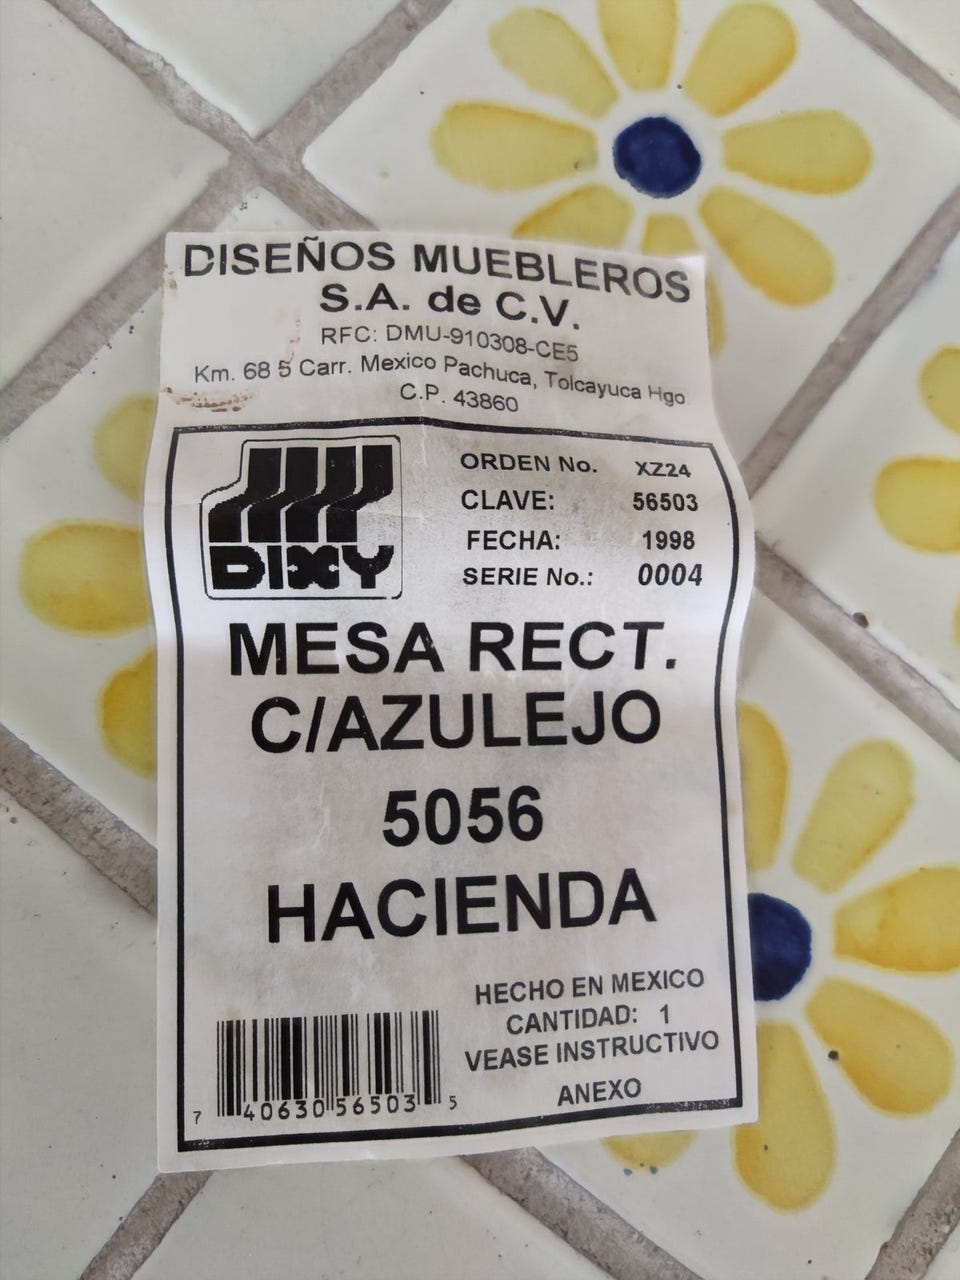 DISEÑOS MUEBLEROS
S.A. de C.V.
RFC: DMU-910308-CE5
Km. 68 5 Carr. Mexico Pachuca, Tolcayuca Hgo
C.P. 43860
DIXY
ORDEN No. XZ24
CLAVE: 56503
FECHA: 1998
SERIE No.: 0004
MESA RECT.
C/AZULEJO
5056
HACIENDA
HECHO EN MEXICO
CANTIDAD: 1
VEASE INSTRUCTIVO
ANEXO
7 40630 56503 5